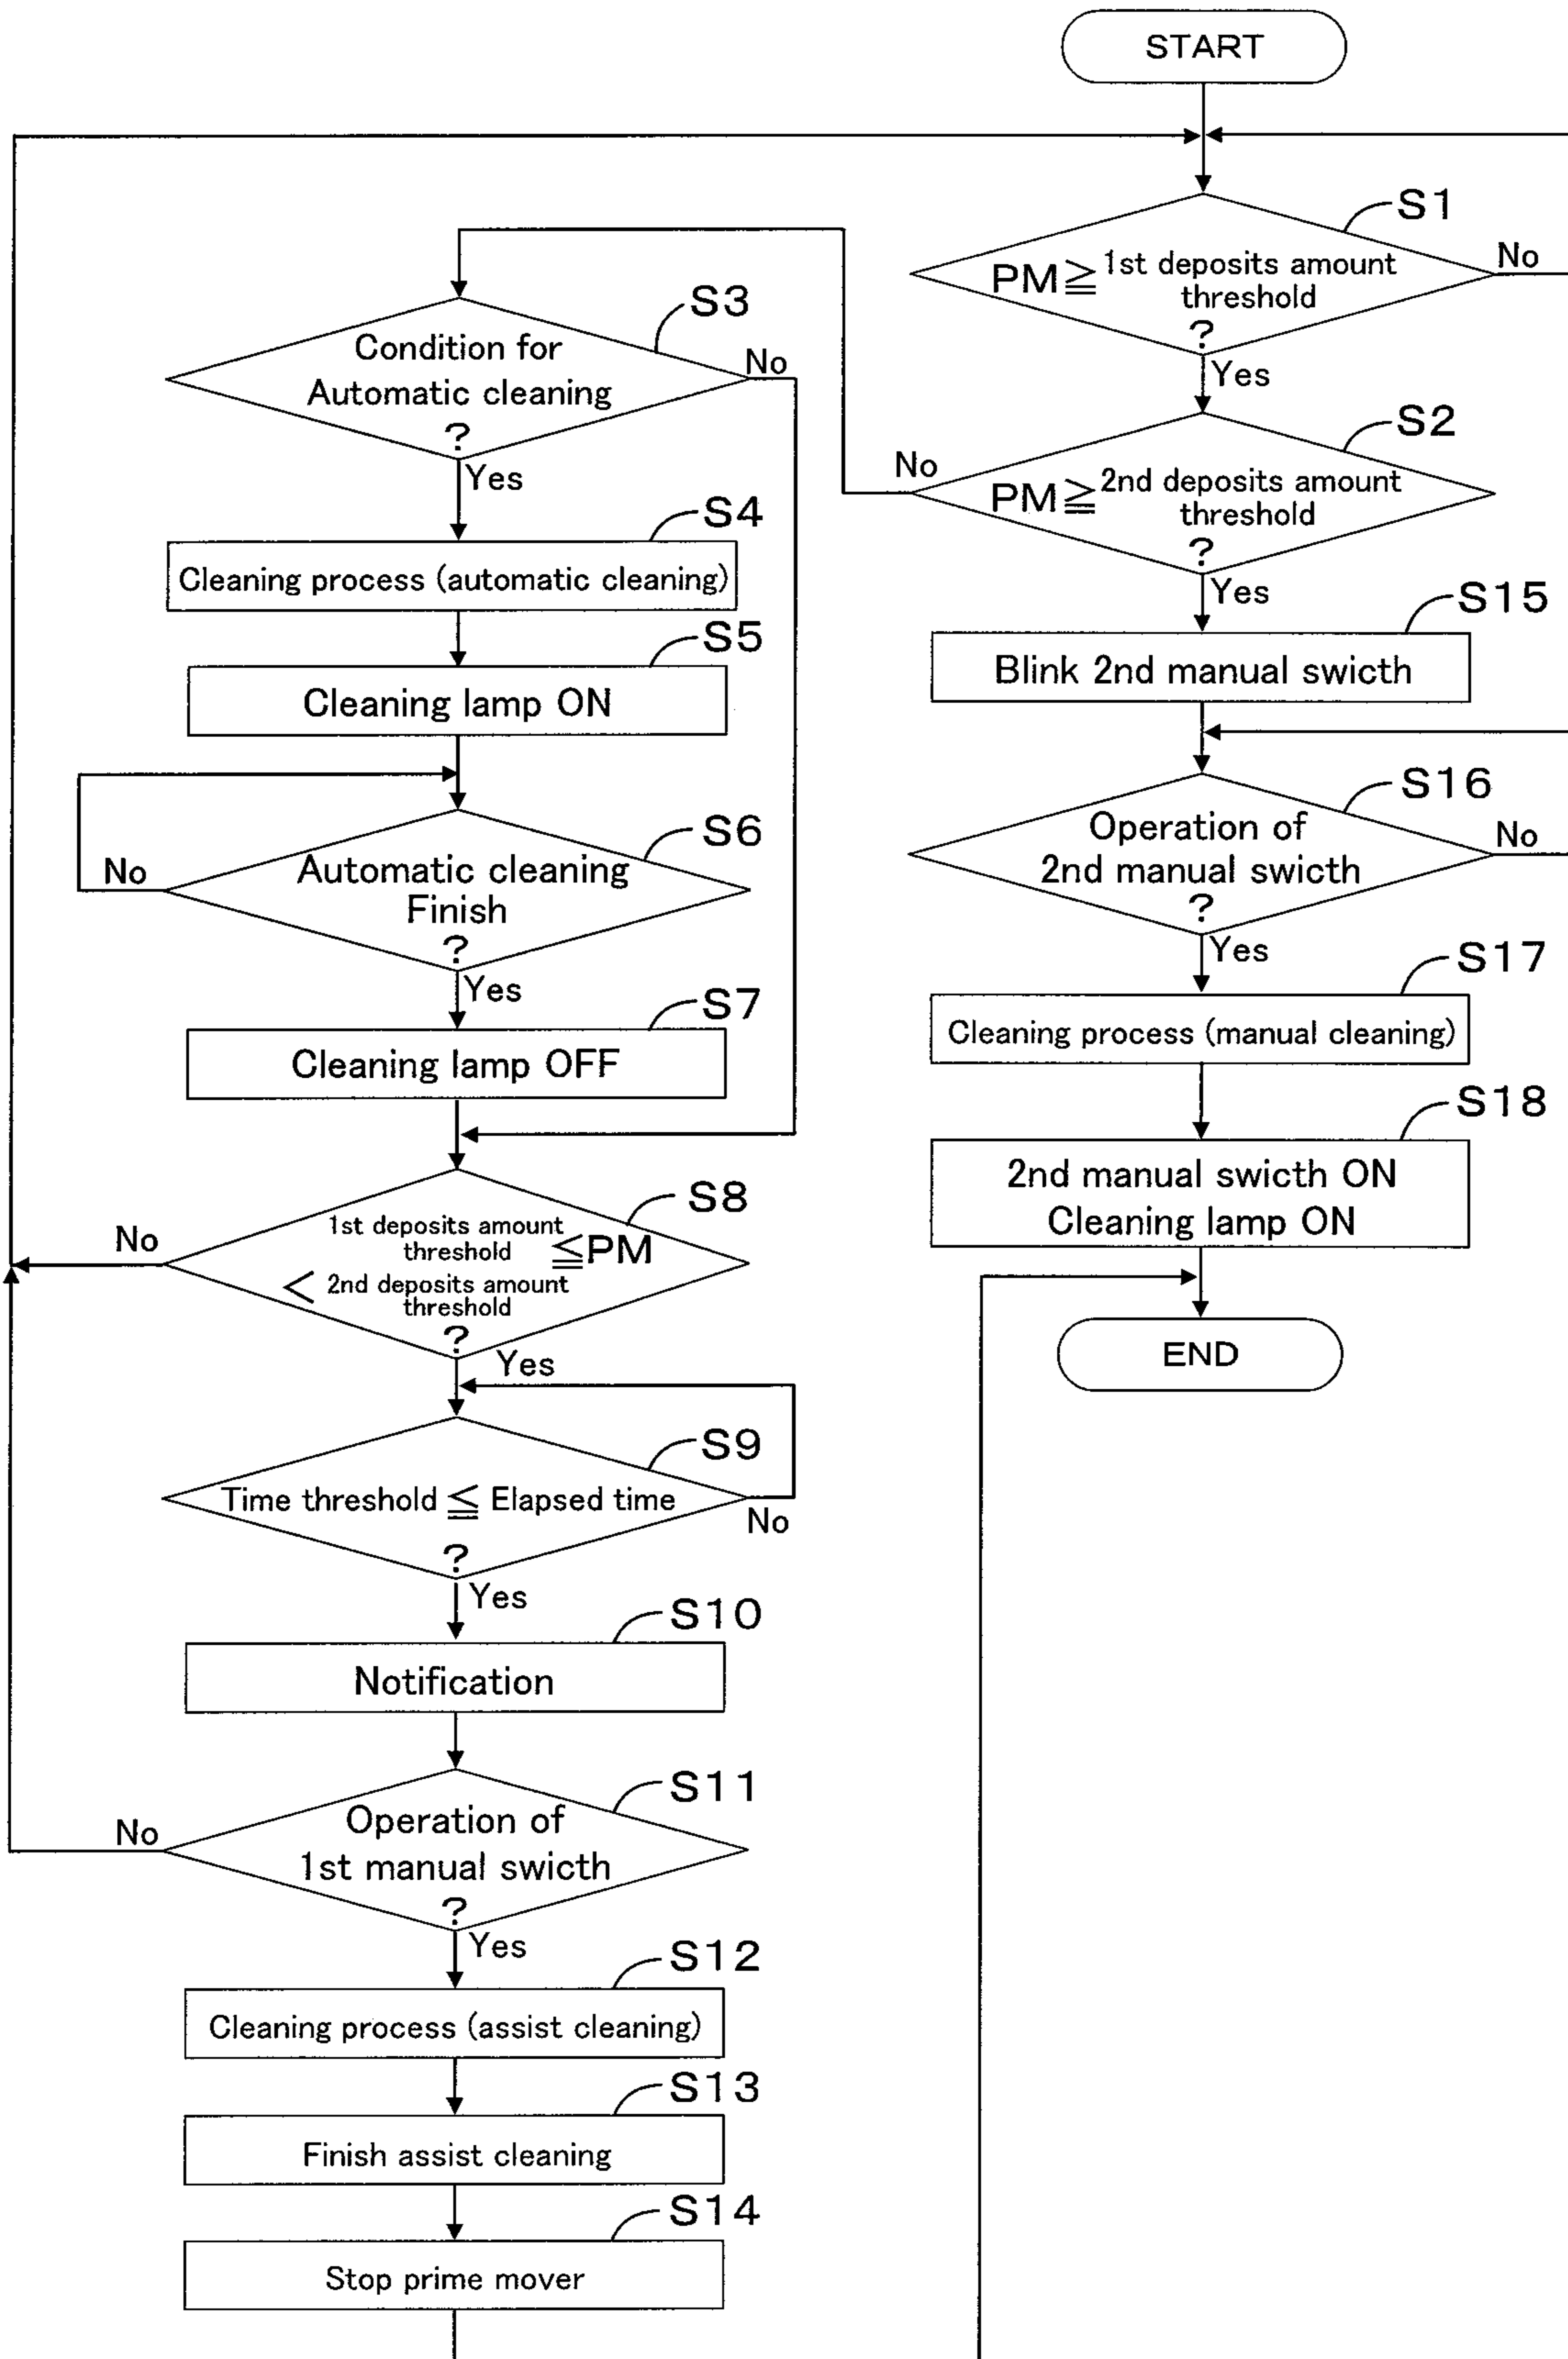 START
S1
PM≧ 1st deposits amount
threshold
?
No
Yes
S2
PM≧ 2nd deposits amount
threshold
?
No
Yes
S3
Condition for
Automatic cleaning
?
No
Yes
S4
Cleaning process (automatic cleaning)
S5
Cleaning lamp ON
S6
Automatic cleaning
Finish
?
No
Yes
S7
Cleaning lamp OFF
S8
1st deposits amount
threshold ≦PM
< 2nd deposits amount
threshold
?
No
Yes
S9
Time threshold ≦ Elapsed time
?
No
Yes
S10
Notification
S11
Operation of
1st manual swicth
?
No
Yes
S12
Cleaning process (assist cleaning)
S13
Finish assist cleaning
S14
Stop prime mover
S15
Blink 2nd manual swicth
S16
Operation of
2nd manual swicth
?
No
Yes
S17
Cleaning process (manual cleaning)
S18
2nd manual swicth ON
Cleaning lamp ON
END